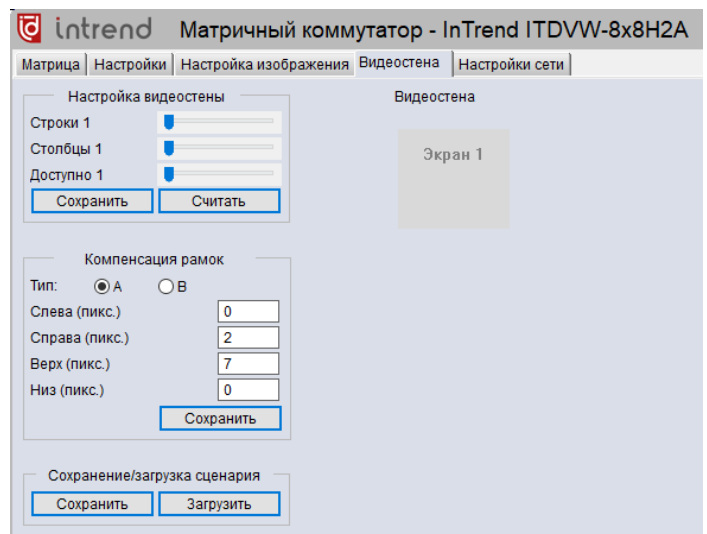 intrend Матричный коммутатор - InTrend ITDVW-8x8H2A
Матрица Настройки Настройка изображения Видеостена Настройки сети
Настройка видеостены
Строки 1
Столбцы 1
Доступно 1
Сохранить Считать
Видеостена
Экран 1
Компенсация рамок
Тип: A B
Слева (пикс.) 0
Справа (пикс.) 2
Верх (пикс.) 7
Низ (пикс.) 0
Сохранить
Сохранение/загрузка сценария
Сохранить Загрузить